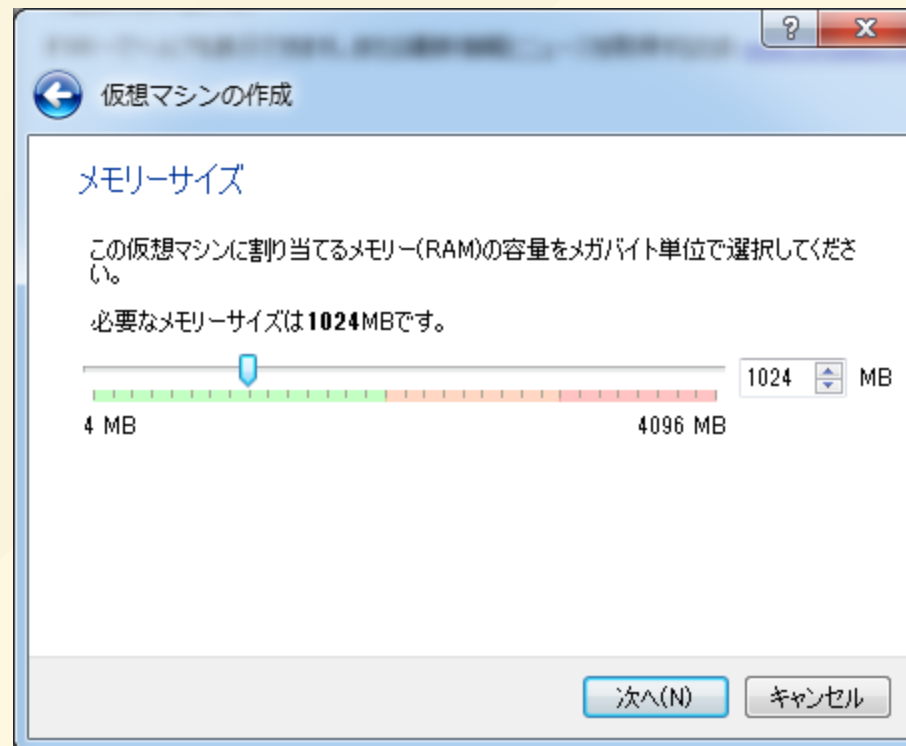 仮想マシンの作成
メモリーサイズ
この仮想マシンに割り当てるメモリー(RAM)の容量をメガバイト単位で選択してくださ
い。
必要なメモリーサイズは1024MBです。
1024 MB
4 MB 4096 MB
次へ(N) キャンセル